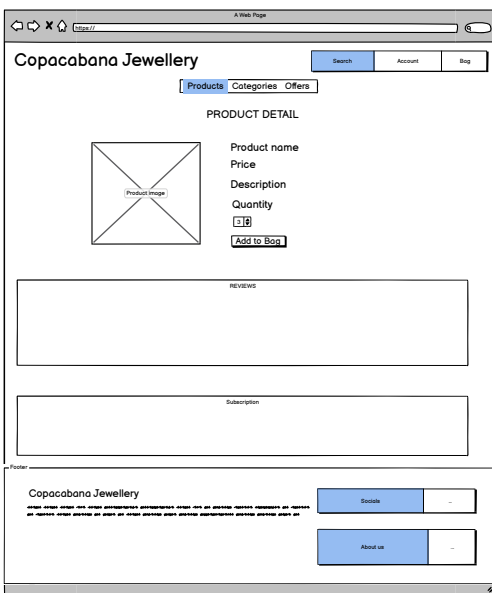 A Web Page
https://
Copacabana Jewellery
Search Account Bag
Products Categories Offers
PRODUCT DETAIL
Product name
Price
Product Image
Description
Quantity
3
Add to Bag
REVIEWS
Subscription
Footer
Copacabana Jewellery
Socials ...
About us ...